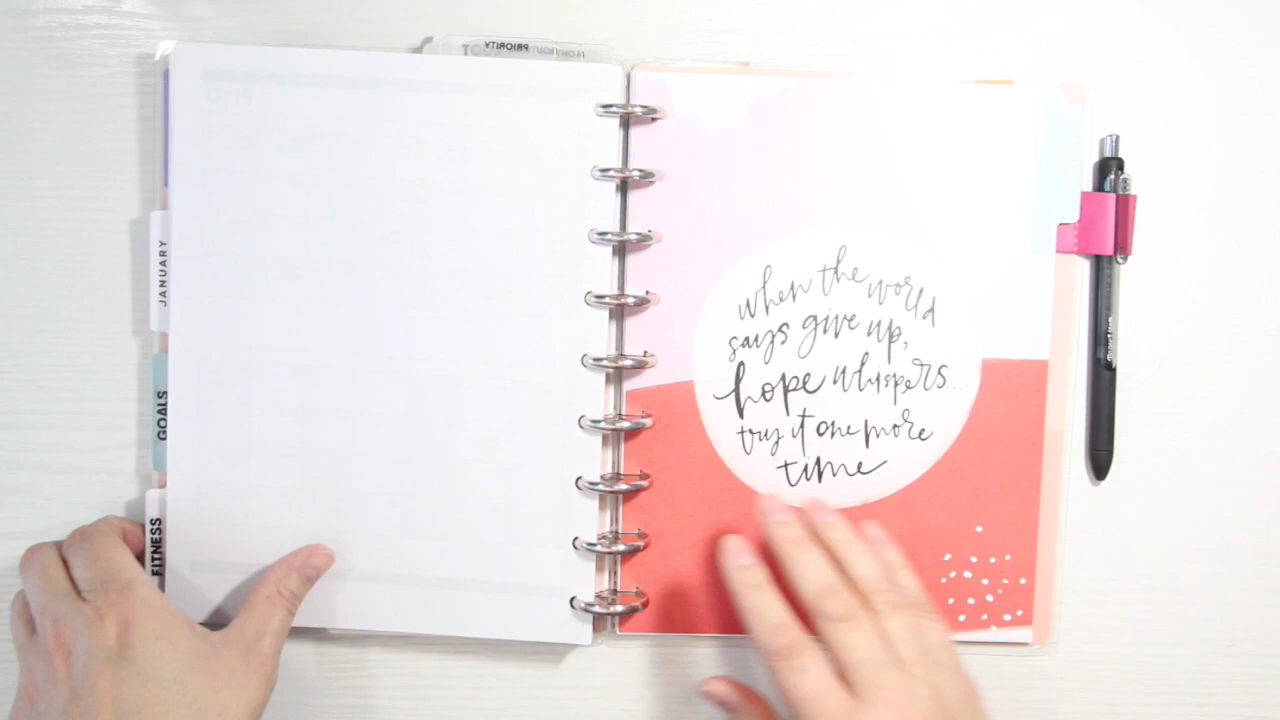 PRIORITY
JANUARY
GOALS
FITNESS
when the world
says give up,
hope whispers...
try it one more
time.